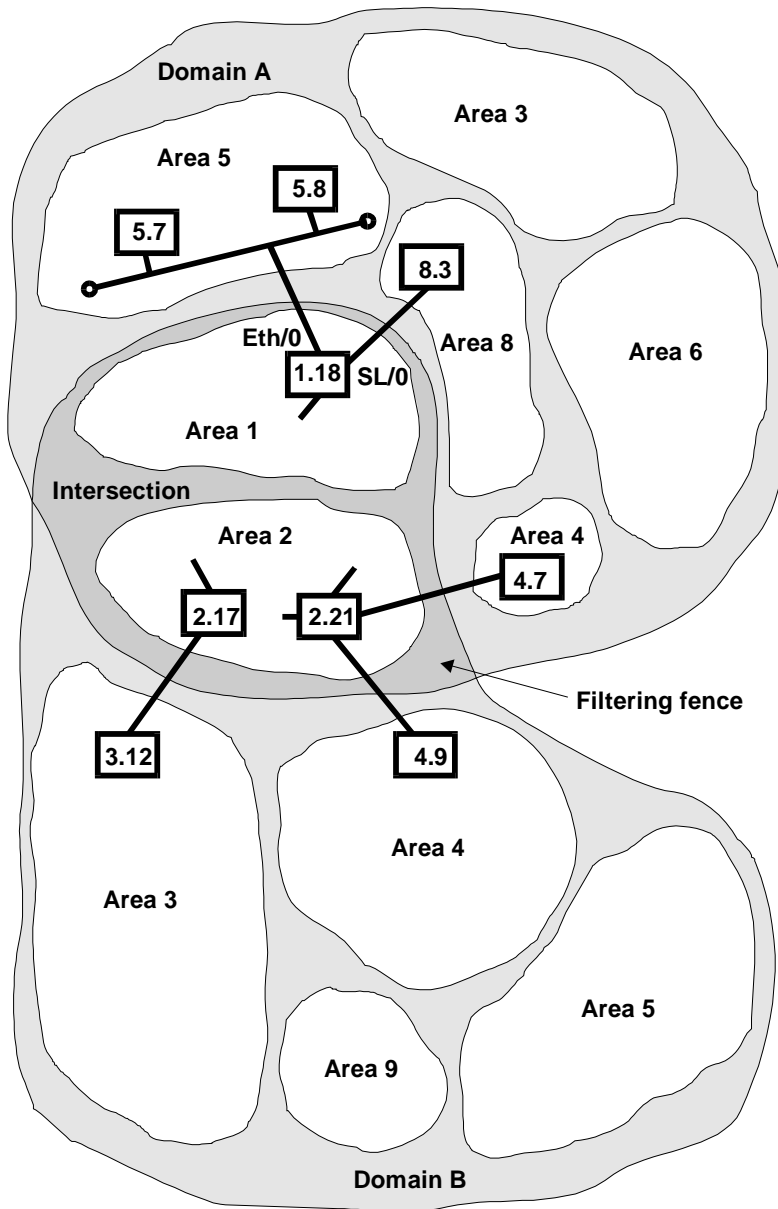 Domain A
Area 3
Area 5
5.8
5.7
8.3
Eth/0
Area 8
Area 6
1.18
SL/0
Area 1
Intersection
Area 2
Area 4
4.7
2.17
2.21
Filtering fence
3.12
4.9
Area 4
Area 3
Area 5
Area 9
Domain B